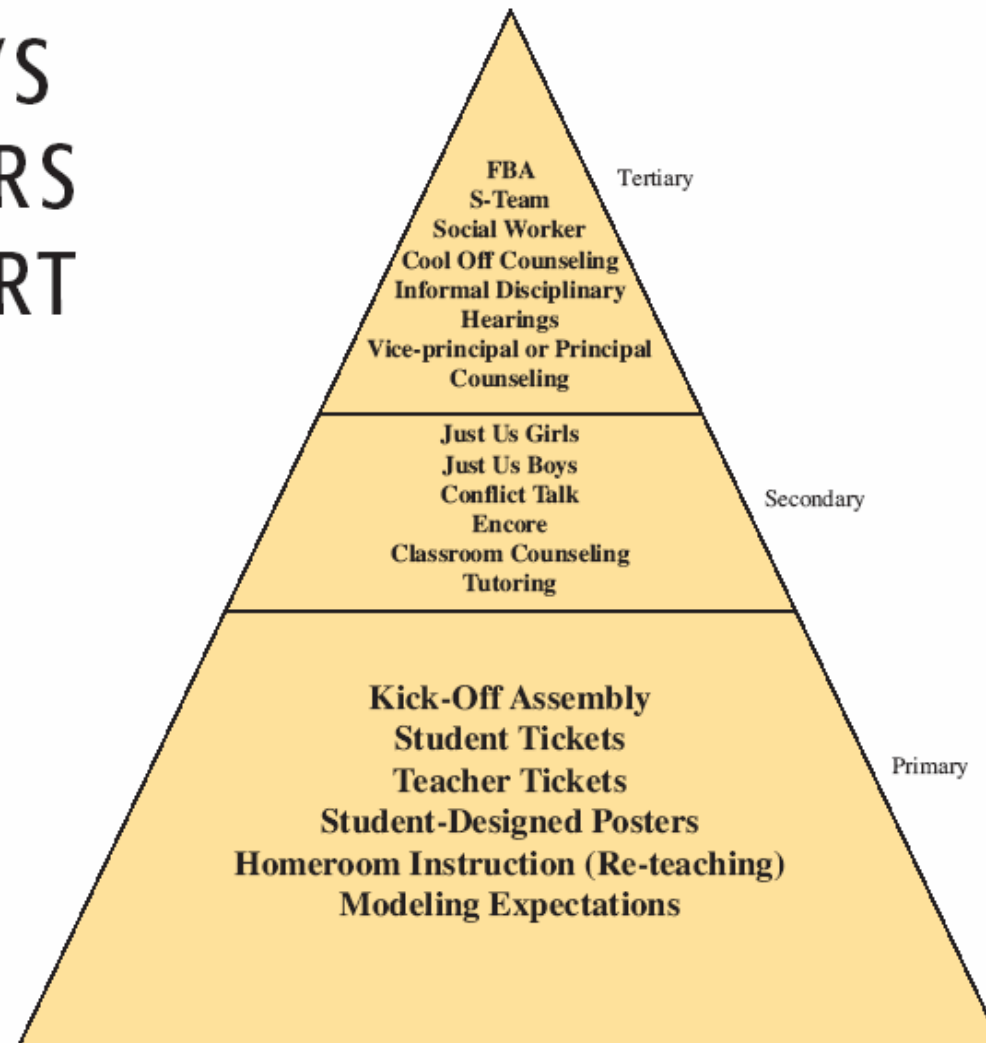 'S
RS
RT
FBA
S-Team
Social Worker
Cool Off Counseling
Informal Disciplinary
Hearings
Vice-principal or Principal
Counseling
Tertiary
Just Us Girls
Just Us Boys
Conflict Talk
Encore
Classroom Counseling
Tutoring
Secondary
Kick-Off Assembly
Student Tickets
Teacher Tickets
Student-Designed Posters
Homeroom Instruction (Re-teaching)
Modeling Expectations
Primary